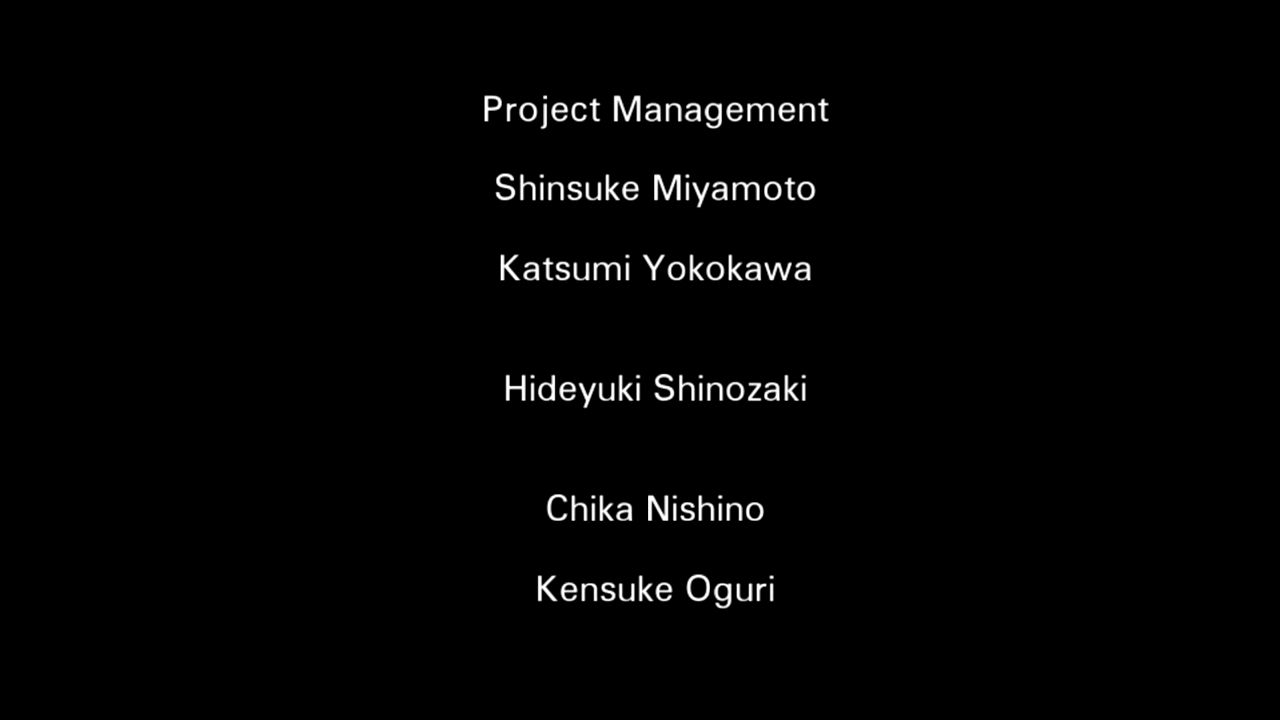 Project Management
Shinsuke Miyamoto
Katsumi Yokokawa
Hideyuki Shinozaki
Chika Nishino
Kensuke Oguri